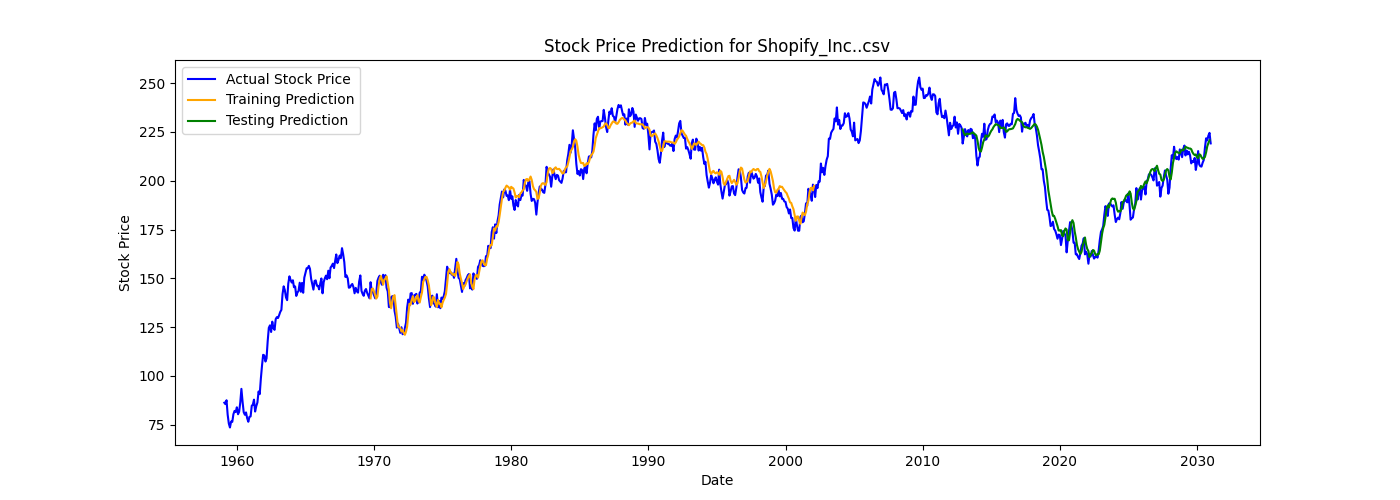 Stock Price Prediction for Shopify_Inc..csv
Actual Stock Price
Training Prediction
Testing Prediction
250
225
200
175
150
125
100
75
Stock Price
1960 1970 1980 1990 2000 2010 2020 2030
Date